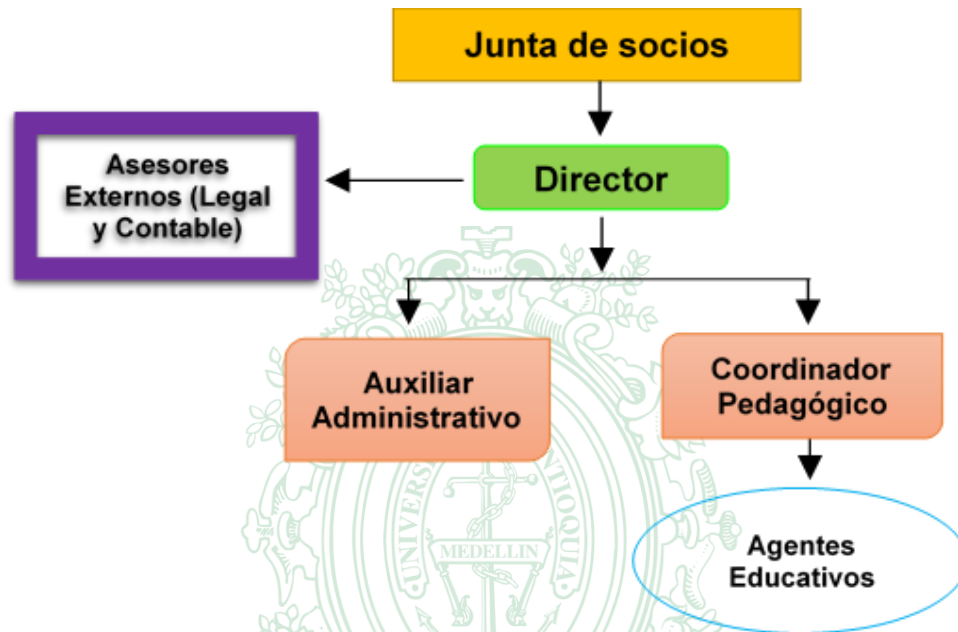 Junta de socios
Asesores
Externos (Legal
y Contable)
Director
Auxiliar
Administrativo
Coordinador
Pedagógico
Agentes
Educativos
MEDELLIN